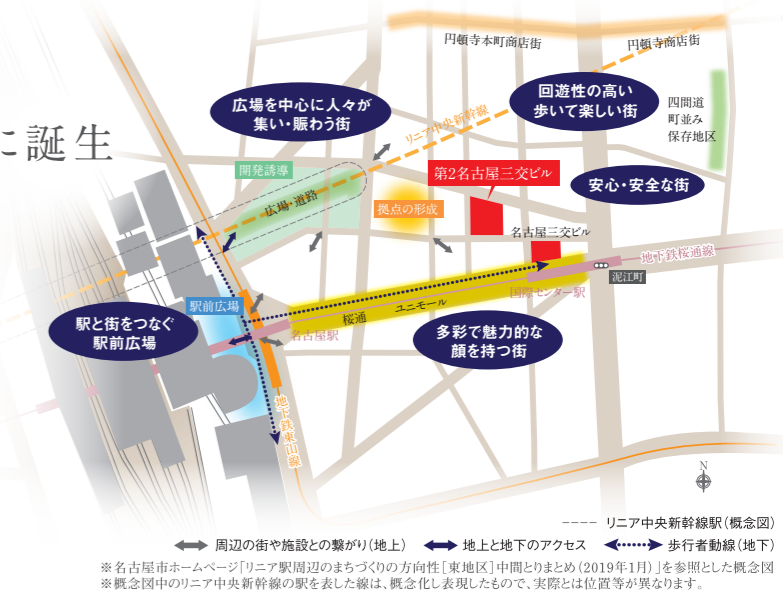 円頓寺本町商店街
円頓寺商店街
広場を中心に人々が
集い・賑わう街
回遊性の高い
歩いて楽しい街
四間道
町並み
保存地区
リニア中央新幹線
に誕生
開発誘導
第2名古屋三交ビル
安心・安全な街
広場・道路
拠点の形成
名古屋三交ビル
地下鉄桜通線
泥江町
国際センター駅
駅前広場
桜通
ユニモール
駅と街をつなぐ
駅前広場
名古屋駅
多彩で魅力的な
顔を持つ街
地下鉄東山線
N
リニア中央新幹線駅(概念図)
周辺の街や施設との繋がり(地上)
地上と地下のアクセス
歩行者動線(地下)
※名古屋市ホームページ「リニア駅周辺のまちづくりの方向性[東地区]中間とりまとめ(2019年1月)」を参照とした概念図
※概念図中のリニア中央新幹線の駅を表した線は、概念化し表現したもので、実際とは位置等が異なります。